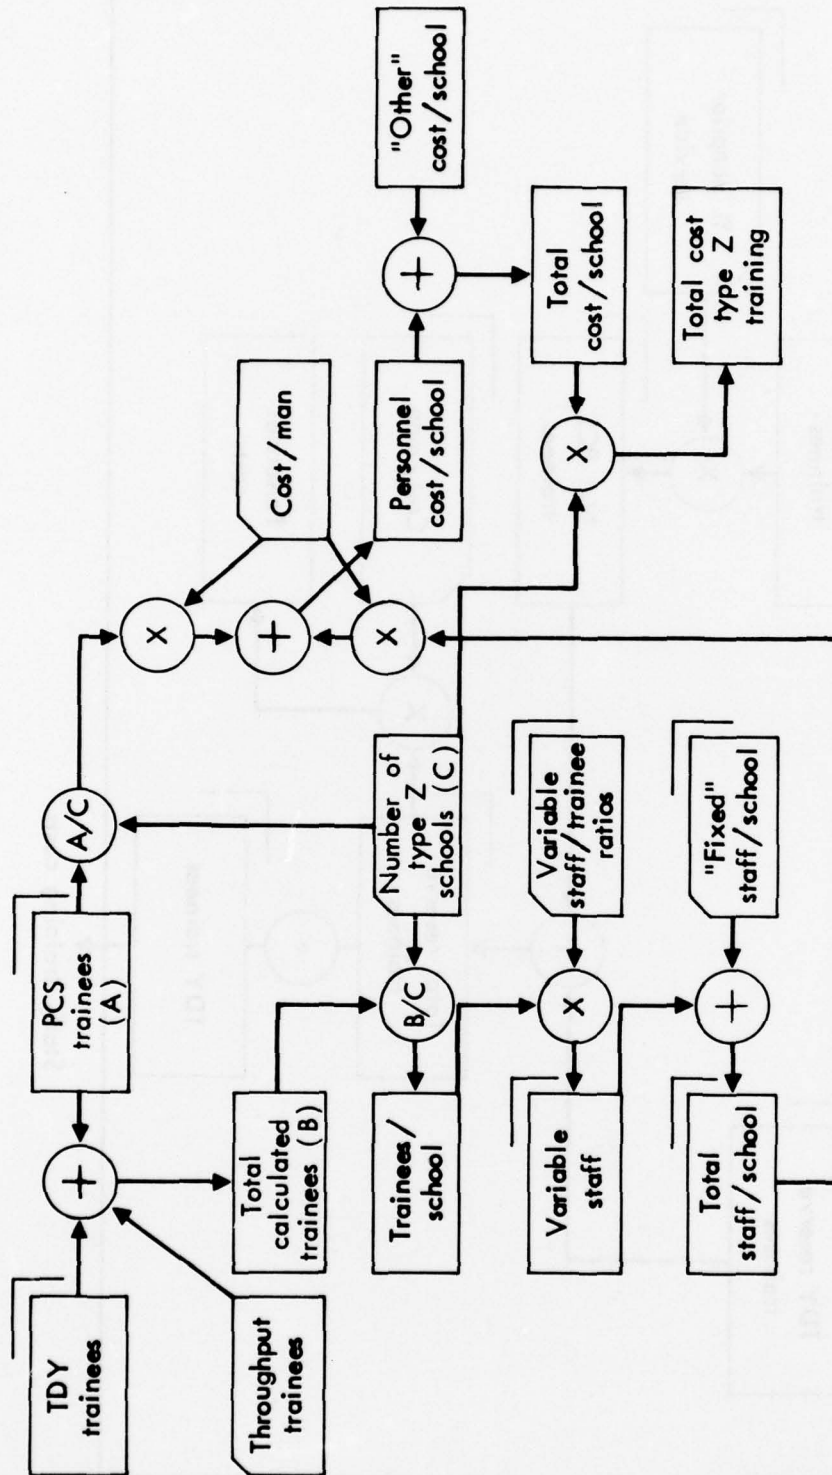 TDY
trainees
+
PCS
trainees
(A)
A/C
Throughput
trainees
Total
calculated
trainees (B)
X
+
X
Cost/man
Trainees/
school
B/C
Number of
type Z
schools (C)
Personnel
cost/school
+
"Other"
cost/school
Variable
staff
X
Variable
staff/trainee
ratios
X
Total
cost/school
Total
staff/school
+
"Fixed"
staff/school
Total cost
type Z
training